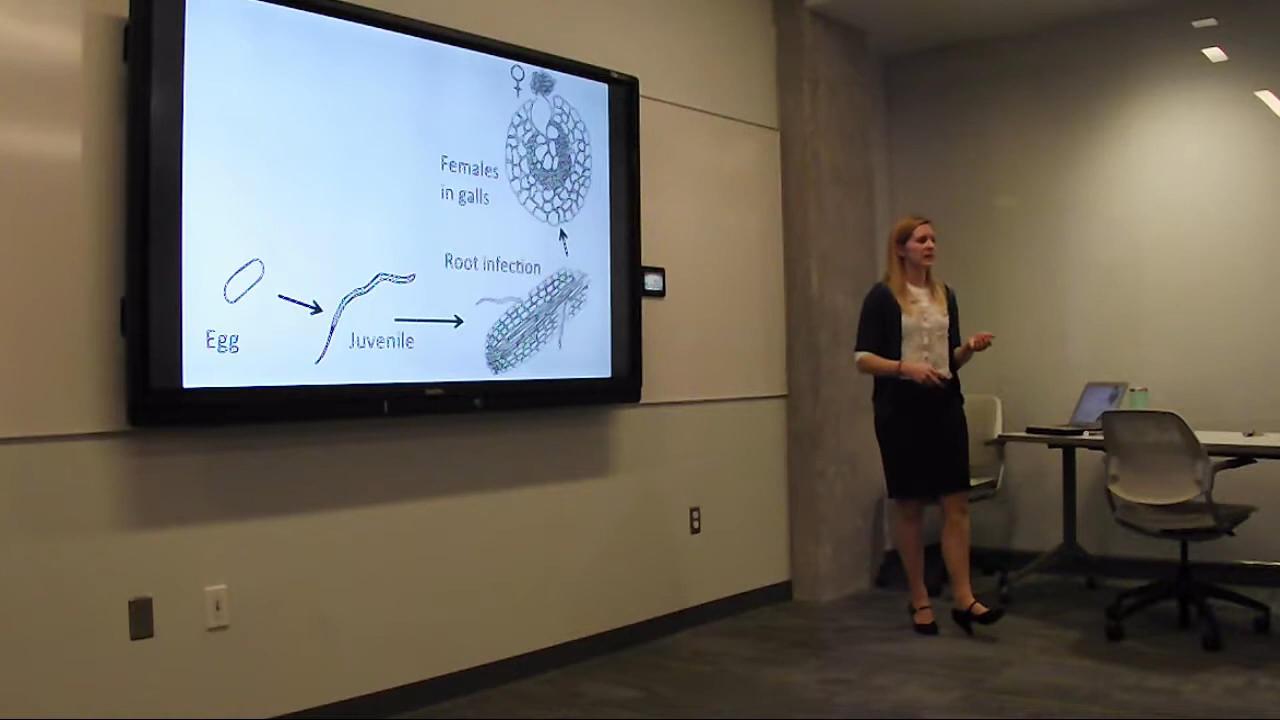 ♀
Females
in galls
Root infection
Egg
Juvenile